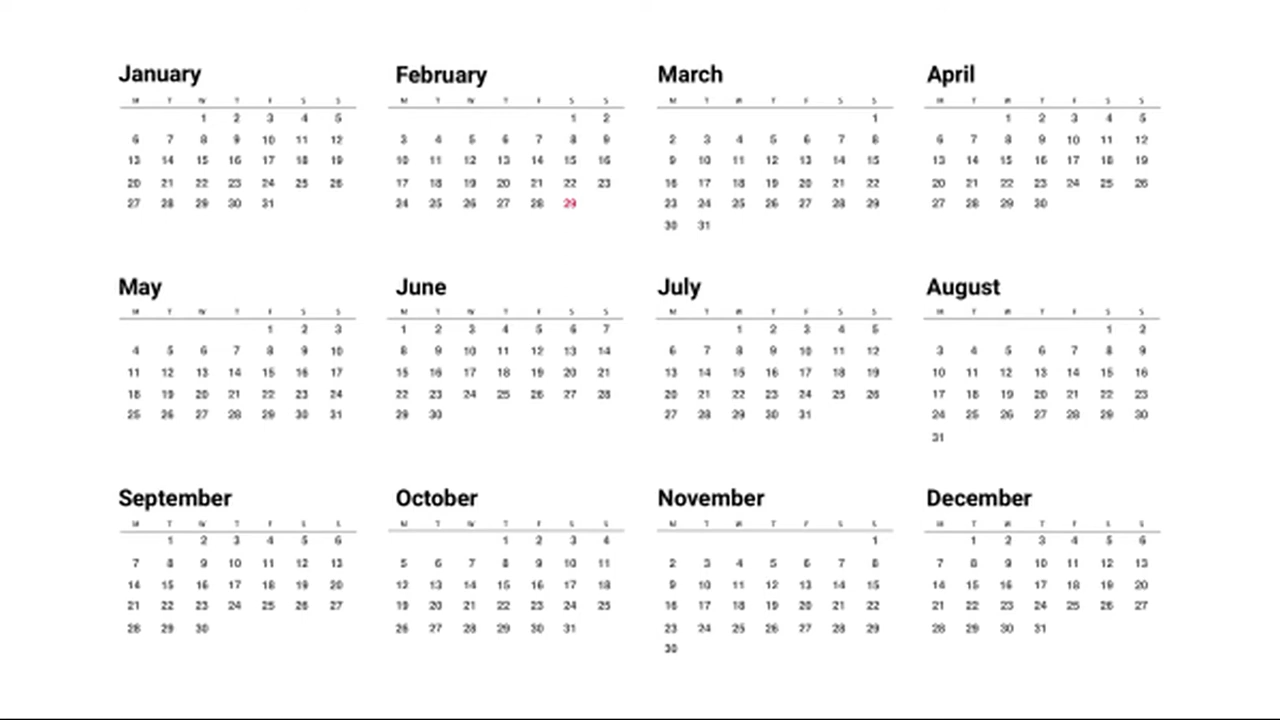 January February March April
M T W T F S S M T W T F S S M T W T F S S M T W T F S S
1 2 3 4 5 1 2 1 1 2 3 4 5
6 7 8 9 10 11 12 3 4 5 6 7 8 9 2 3 4 5 6 7 8 6 7 8 9 10 11 12
13 14 15 16 17 18 19 10 11 12 13 14 15 16 9 10 11 12 13 14 15 13 14 15 16 17 18 19
20 21 22 23 24 25 26 17 18 19 20 21 22 23 16 17 18 19 20 21 22 20 21 22 23 24 25 26
27 28 29 30 31 24 25 26 27 28 29 23 24 25 26 27 28 29 27 28 29 30
30 31
May June July August
M T W T F S S M T W T F S S M T W T F S S M T W T F S S
1 2 3 1 2 3 4 5 6 7 1 2 3 4 5 1 2
4 5 6 7 8 9 10 8 9 10 11 12 13 14 6 7 8 9 10 11 12 3 4 5 6 7 8 9
11 12 13 14 15 16 17 15 16 17 18 19 20 21 13 14 15 16 17 18 19 10 11 12 13 14 15 16
18 19 20 21 22 23 24 22 23 24 25 26 27 28 20 21 22 23 24 25 26 17 18 19 20 21 22 23
25 26 27 28 29 30 31 29 30 27 28 29 30 31 24 25 26 27 28 29 30
31
September October November December
M T W T F S S M T W T F S S M T W T F S S M T W T F S S
1 2 3 4 5 6 1 2 3 4 1 1 2 3 4 5 6
7 8 9 10 11 12 13 5 6 7 8 9 10 11 2 3 4 5 6 7 8 7 8 9 10 11 12 13
14 15 16 17 18 19 20 12 13 14 15 16 17 18 9 10 11 12 13 14 15 14 15 16 17 18 19 20
21 22 23 24 25 26 27 19 20 21 22 23 24 25 16 17 18 19 20 21 22 21 22 23 24 25 26 27
28 29 30 26 27 28 29 30 31 23 24 25 26 27 28 29 28 29 30 31
30